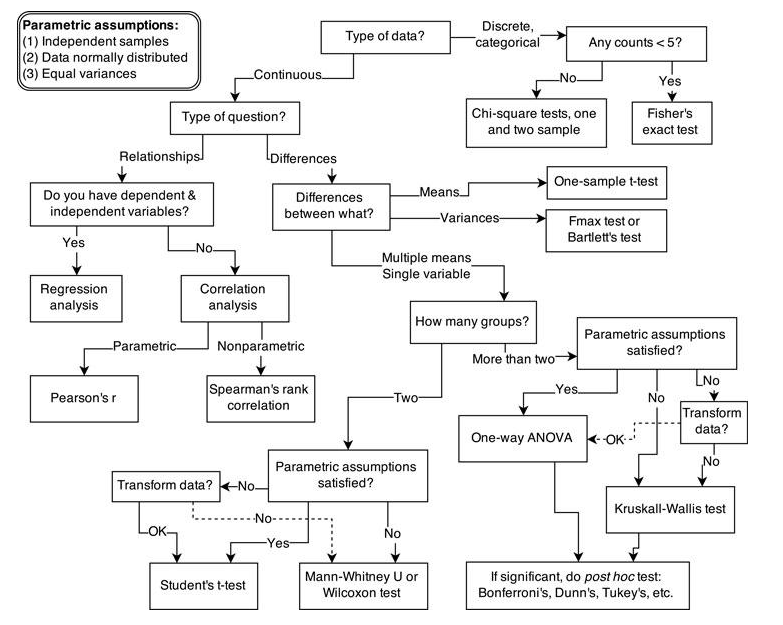 Parametric assumptions:
(1) Independent samples
(2) Data normally distributed
(3) Equal variances
Type of data?
Discrete,
categorical
Any counts < 5?
Continuous
No
Yes
Type of question?
Chi-square tests, one
and two sample
Fisher's
exact test
Relationships
Differences
Do you have dependent &
independent variables?
Differences
between what?
Means
One-sample t-test
Variances
Fmax test or
Bartlett's test
Yes
No
Multiple means
Single variable
Regression
analysis
Correlation
analysis
How many groups?
Parametric assumptions
satisfied?
Parametric
Nonparametric
More than two
Pearson's r
Spearman's rank
correlation
Two
Yes
No
No
Transform
data?
One-way ANOVA
OK
No
Parametric assumptions
satisfied?
Transform data?
No
Kruskall-Wallis test
No
OK
Yes
No
Student's t-test
Mann-Whitney U or
Wilcoxon test
If significant, do post hoc test:
Bonferroni's, Dunn's, Tukey's, etc.